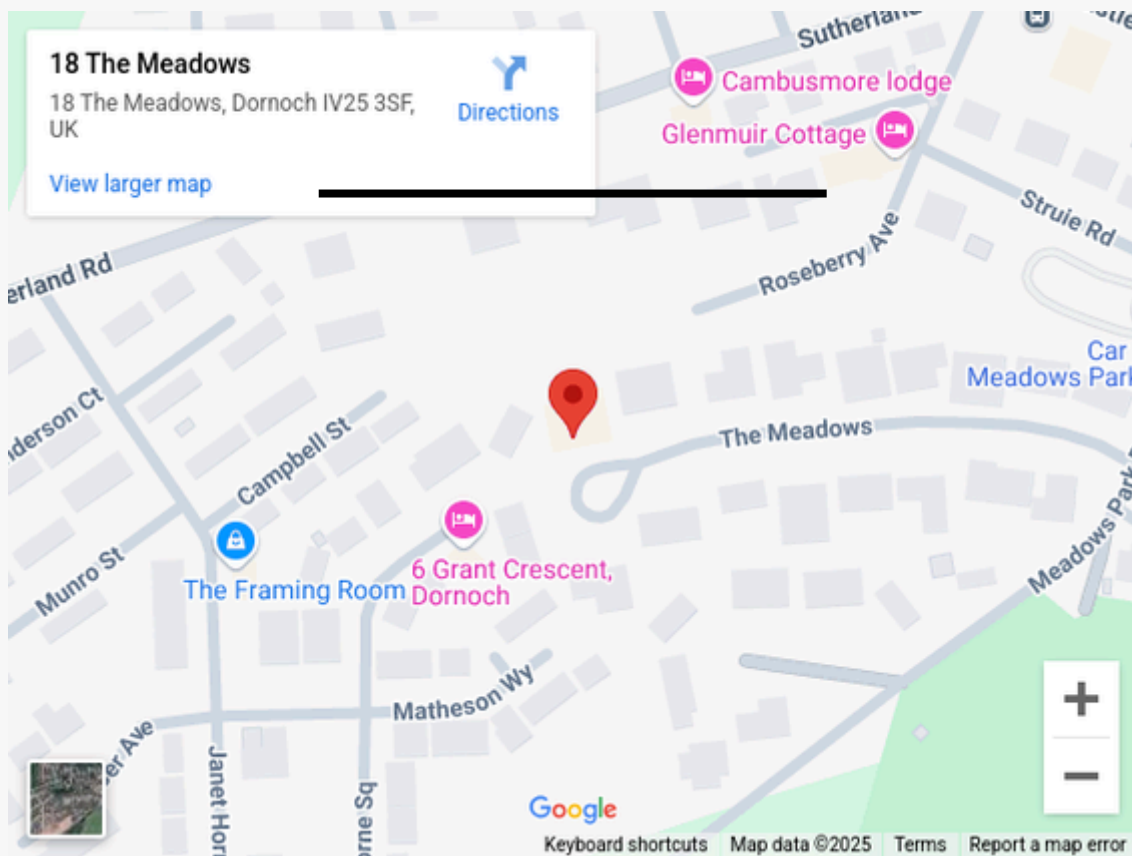 18 The Meadows
18 The Meadows, Dornoch IV25 3SF,
UK
Directions
View larger map
Sutherland
Cambusmore lodge
Glenmuir Cottage
Struie Rd
Roseberry Ave
erland Rd
Car
Meadows Park
nderson Ct
Campbell St
The Meadows
Munro St
The Framing Room
6 Grant Crescent,
Dornoch
Meadows Park
Matheson Wy
er Ave
Janet Horn
rne Sq
Google
Keyboard shortcuts
Map data ©2025
Terms
Report a map error